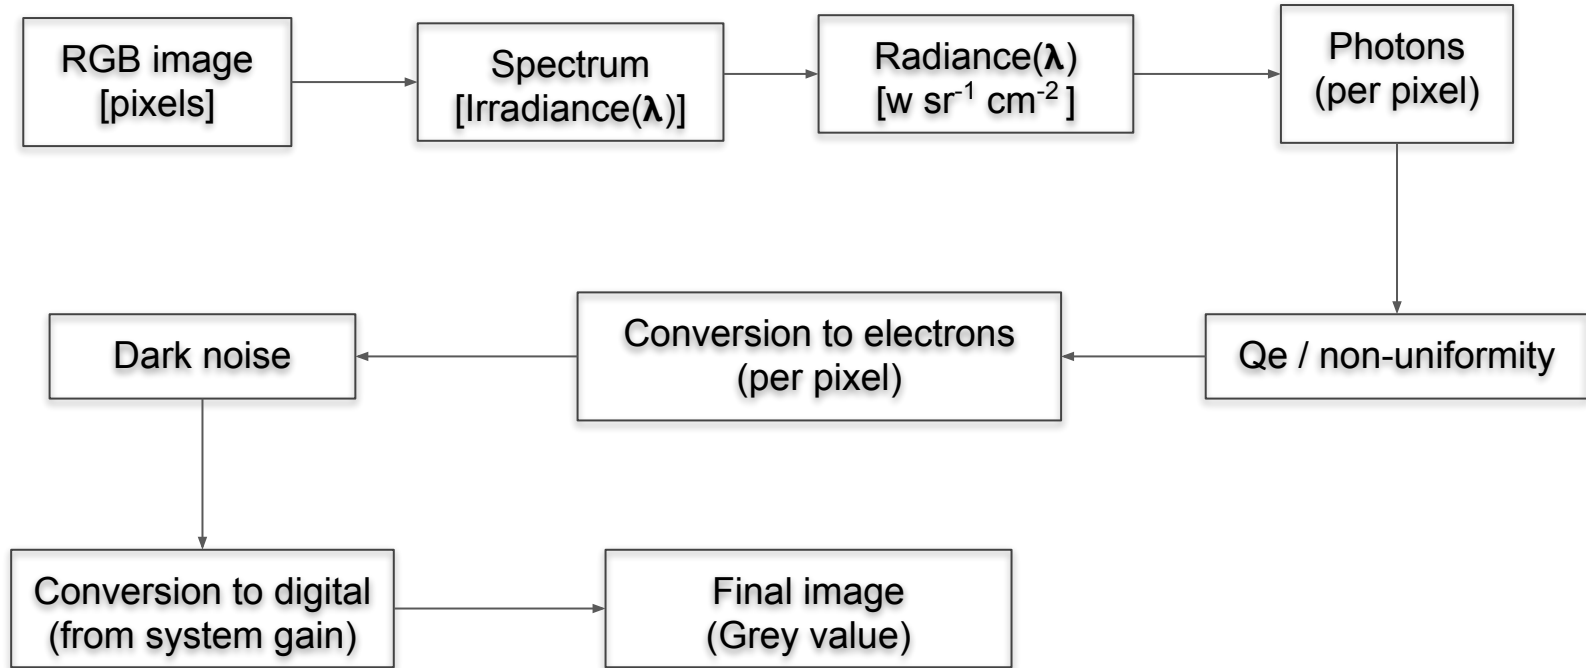 RGB image
[pixels]
Spectrum
[Irradiance(λ)]
Radiance(λ)
[w sr⁻¹ cm⁻² ]
Photons
(per pixel)
Qe / non-uniformity
Conversion to electrons
(per pixel)
Dark noise
Conversion to digital
(from system gain)
Final image
(Grey value)